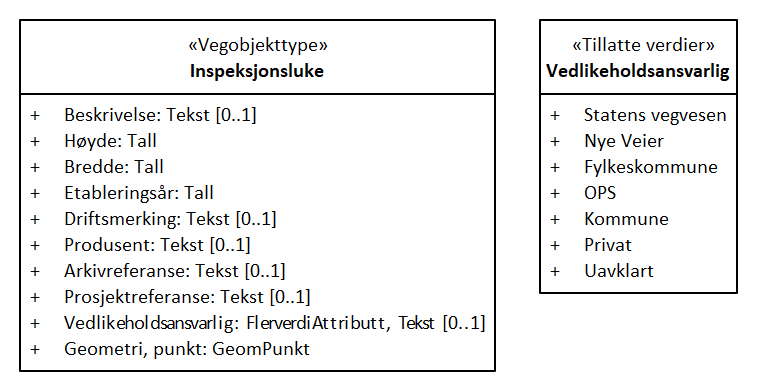 «Vegobjekttype»
Inspeksjonsluke
+ Beskrivelse: Tekst [0..1]
+ Høyde: Tall
+ Bredde: Tall
+ Etableringsår: Tall
+ Driftsmerking: Tekst [0..1]
+ Produsent: Tekst [0..1]
+ Arkivreferanse: Tekst [0..1]
+ Prosjektreferanse: Tekst [0..1]
+ Vedlikeholdsansvarlig: FlerverdiAttributt, Tekst [0..1]
+ Geometri, punkt: GeomPunkt
«Tillatte verdier»
Vedlikeholdsansvarlig
+ Statens vegvesen
+ Nye Veier
+ Fylkeskommune
+ OPS
+ Kommune
+ Privat
+ Uavklart